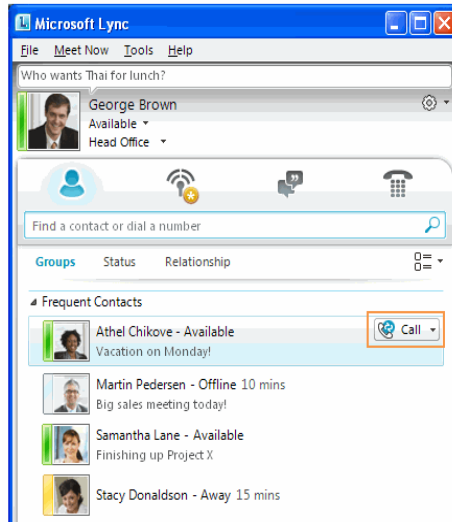 Microsoft Lync
File Meet Now Tools Help
Who wants Thai for lunch?
George Brown
Available
Head Office
Find a contact or dial a number
Groups Status Relationship
Frequent Contacts
Athel Chikove - Available
Call
Vacation on Monday!
Martin Pedersen - Offline 10 mins
Big sales meeting today!
Samantha Lane - Available
Finishing up Project X
Stacy Donaldson - Away 15 mins